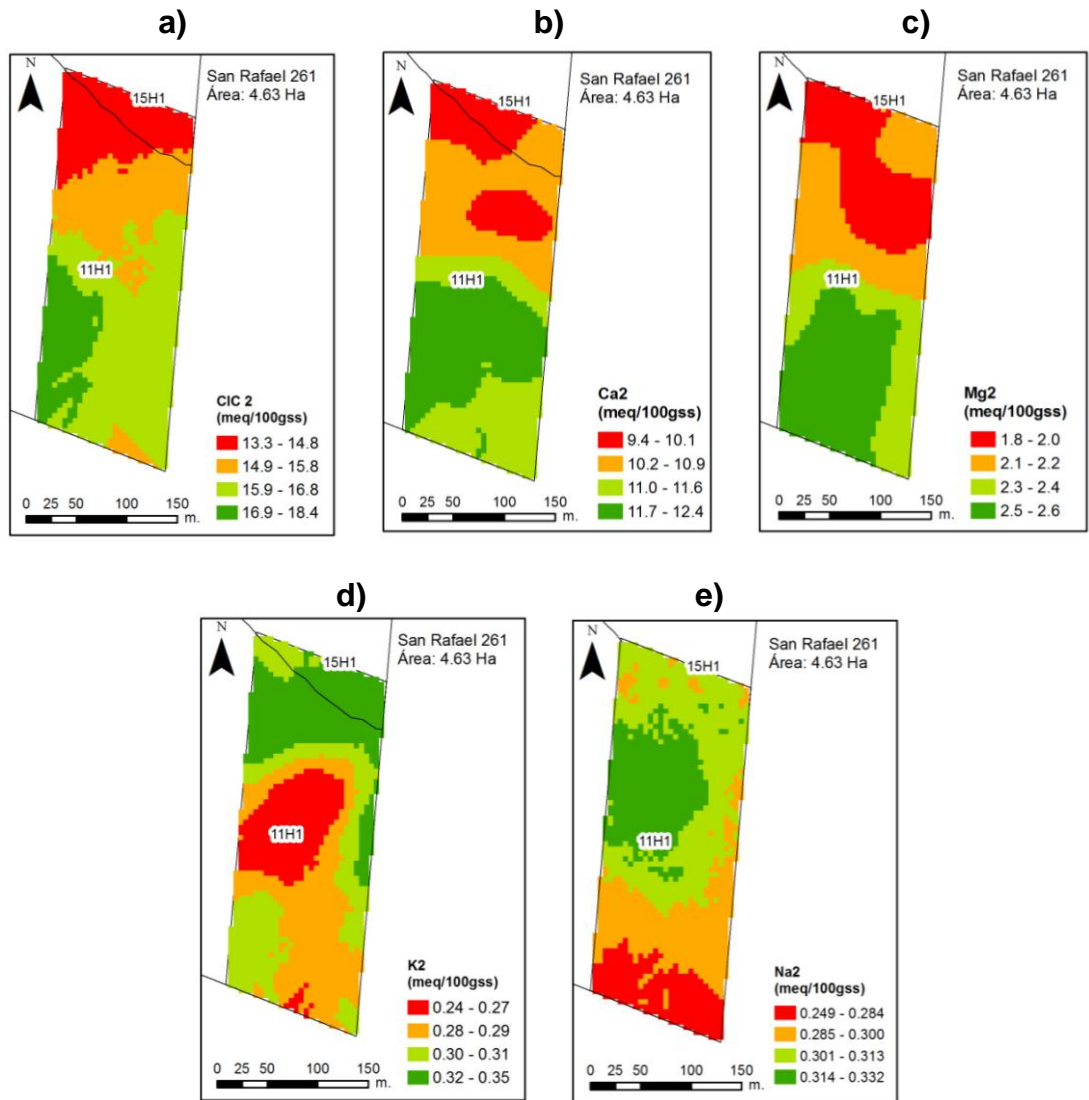 a)
b)
c)
N
San Rafael 261
Área: 4.63 Ha
15H1
11H1
CIC 2
(meq/100gss)
13.3 - 14.8
14.9 - 15.8
15.9 - 16.8
16.9 - 18.4
0 25 50 100 150
m.
N
San Rafael 261
Área: 4.63 Ha
15H1
11H1
Ca2
(meq/100gss)
9.4 - 10.1
10.2 - 10.9
11.0 - 11.6
11.7 - 12.4
0 25 50 100 150
m.
N
San Rafael 261
Área: 4.63 Ha
15H1
11H1
Mg2
(meq/100gss)
1.8 - 2.0
2.1 - 2.2
2.3 - 2.4
2.5 - 2.6
0 25 50 100 150
m.
d)
e)
N
San Rafael 261
Área: 4.63 Ha
15H1
11H1
K2
(meq/100gss)
0.24 - 0.27
0.28 - 0.29
0.30 - 0.31
0.32 - 0.35
0 25 50 100 150
m.
N
San Rafael 261
Área: 4.63 Ha
15H1
11H1
Na2
(meq/100gss)
0.249 - 0.284
0.285 - 0.300
0.301 - 0.313
0.314 - 0.332
0 25 50 100 150
m.